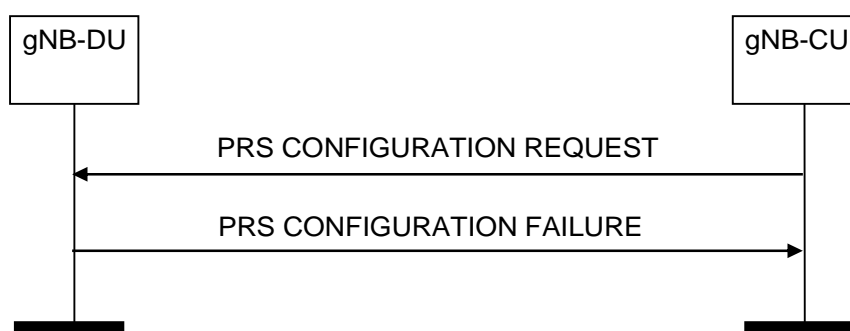 gNB-DU
gNB-CU
PRS CONFIGURATION REQUEST
PRS CONFIGURATION FAILURE